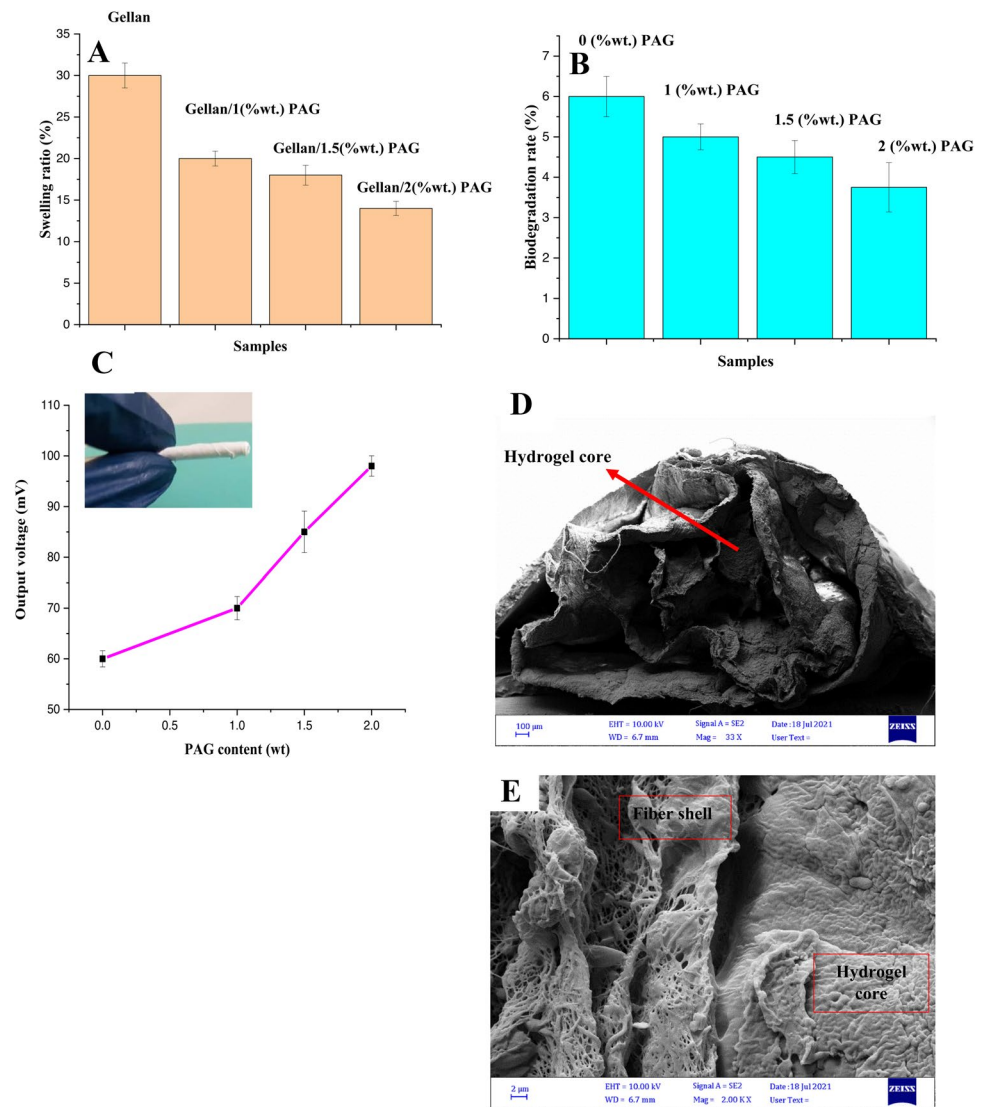 A
Gellan
Gellan/1(%wt.) PAG
Gellan/1.5(%wt.) PAG
Gellan/2(%wt.) PAG
35
30
25
20
15
10
5
0
Swelling ratio (%)
Samples
B
0 (%wt.) PAG
1 (%wt.) PAG
1.5 (%wt.) PAG
2 (%wt.) PAG
7
6
5
4
3
2
1
0
Biodegradation rate (%)
Samples
C
110
100
90
80
70
60
50
Output voltage (mV)
0.0 0.5 1.0 1.5 2.0
PAG content (wt)
D
Hydrogel core
100 µm
EHT = 10.00 kV Signal A = SE2 Date :18 Jul 2021
WD = 6.7 mm Mag = 33 X User Text =
ZEISS
E
Fiber shell
Hydrogel
core
2 µm
EHT = 10.00 kV Signal A = SE2 Date :18 Jul 2021
WD = 6.7 mm Mag = 2.00 K X User Text =
ZEISS